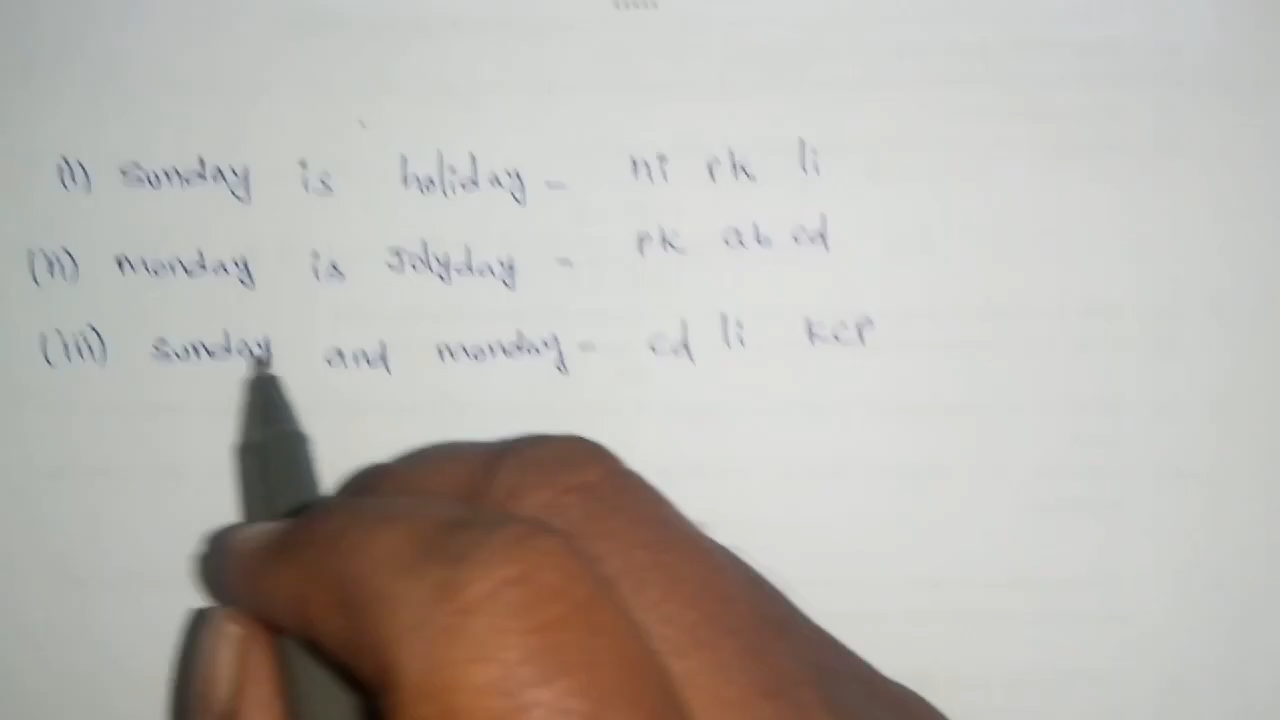 (i) sunday is holiday = ni pk li
(ii) monday is jolyday = pk ab cd
(iii) sunday and monday = cd li kcp